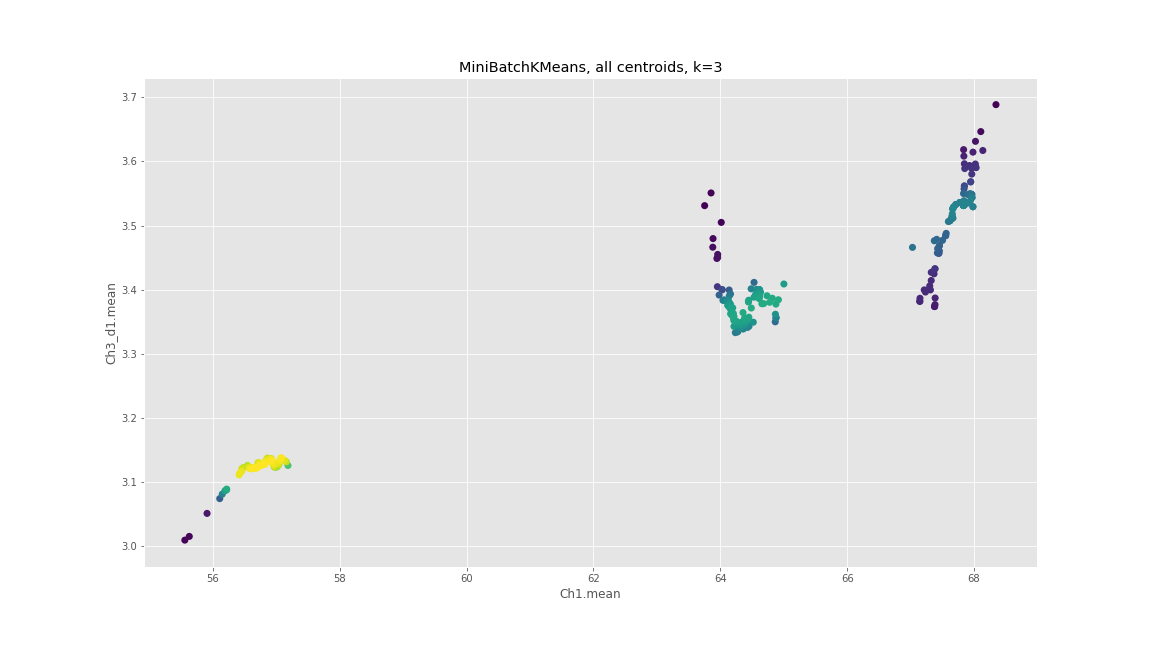 MiniBatchKMeans, all centroids, k=3
3.7
3.6
3.5
3.4
3.3
3.2
3.1
3.0
Ch3_d1.mean
56 58 60 62 64 66 68
Ch1.mean